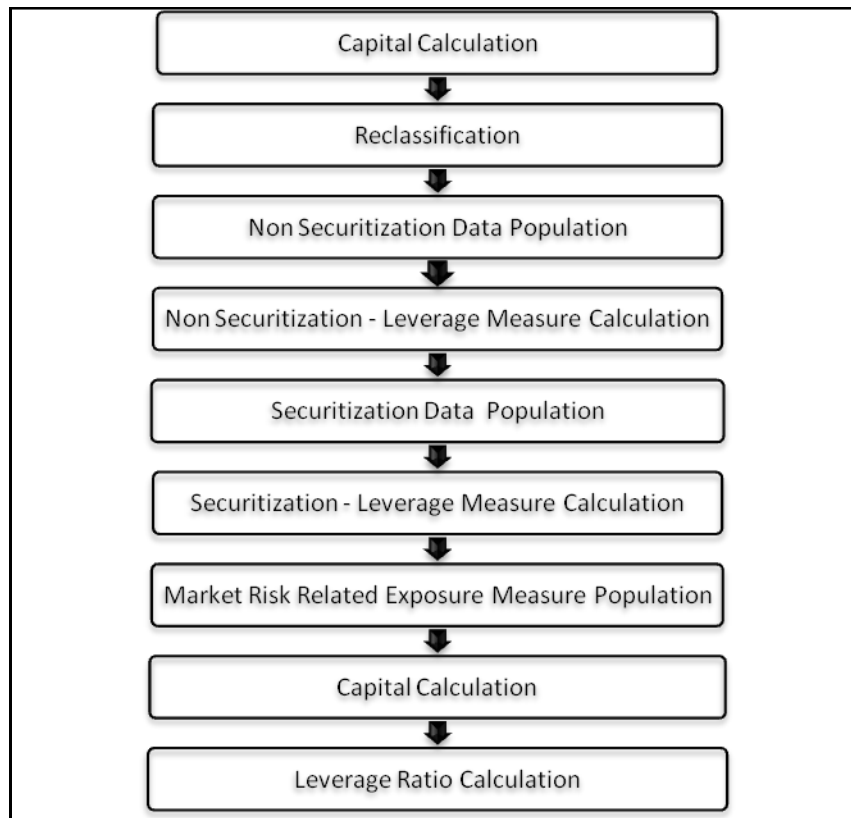 Capital Calculation
Reclassification
Non Securitization Data Population
Non Securitization - Leverage Measure Calculation
Securitization Data Population
Securitization - Leverage Measure Calculation
Market Risk Related Exposure Measure Population
Capital Calculation
Leverage Ratio Calculation